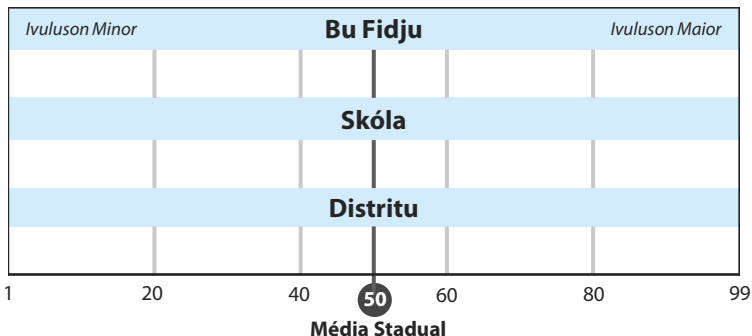 Ivuluson Minor Bu Fidju Ivuluson Maior
Skóla
Distritu
1 20 40 50 60 80 99
Média Stadual